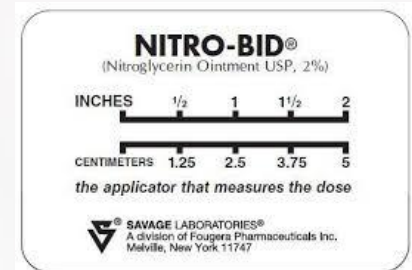 NITRO-BID®
(Nitroglycerin Ointment USP, 2%)
INCHES 1/2 1 1 1/2 2
CENTIMETERS 1.25 2.5 3.75 5
the applicator that measures the dose
® SAVAGE LABORATORIES®
A division of Fougera Pharmaceuticals Inc.
Melville, New York 11747